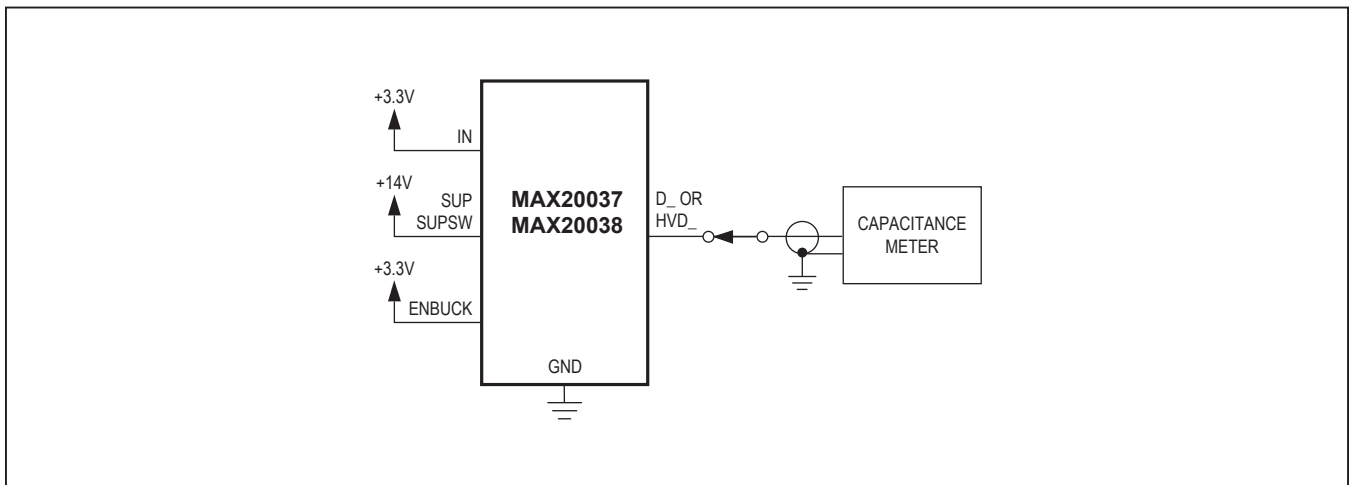 +3.3V
IN
+14V
SUP
SUPSW
+3.3V
ENBUCK
MAX20037
MAX20038
GND
D_ OR
HVD_
CAPACITANCE
METER